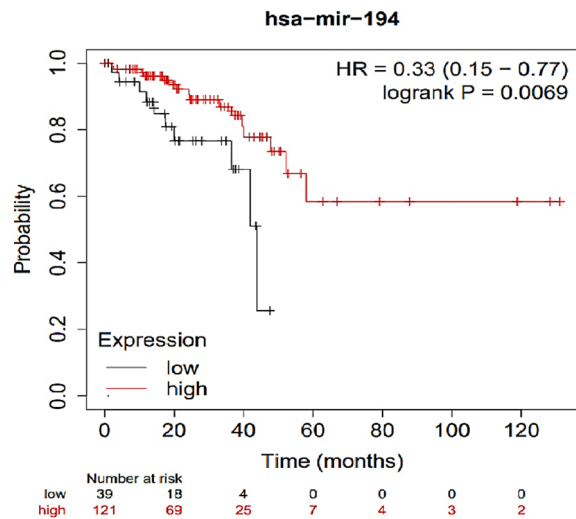 hsa-mir-194
HR = 0.33 (0.15 − 0.77)
logrank P = 0.0069
Probability
1.0
0.8
0.6
0.4
0.2
0.0
Expression
low
high
0 20 40 60 80 100 120
Time (months)
Number at risk
low 39 18 4 0 0 0 0
high 121 69 25 7 4 3 2